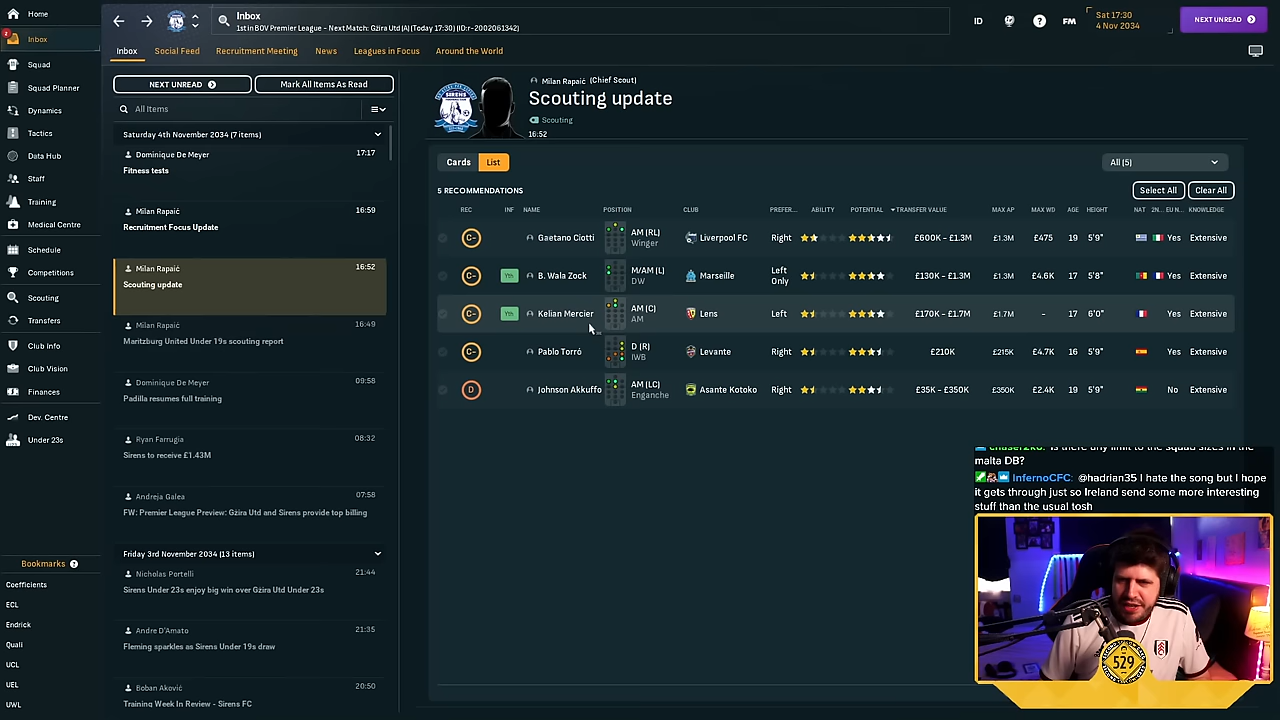 Home
Inbox
Squad
Squad Planner
Dynamics
Tactics
Data Hub
Staff
Training
Medical Centre
Schedule
Competitions
Scouting
Transfers
Club Info
Club Vision
Finances
Dev. Centre
Under 23s
Bookmarks
Coefficients
ECL
Endrick
Quali
UCL
UEL
UWL
Inbox
1st in BOV Premier League - Next Match: Gżira Utd (A) (Today 17:30) (ID:r-2002061342)
ID
FM
Sat 17:30
4 Nov 2034
NEXT UNREAD
Inbox Social Feed Recruitment Meeting News Leagues in Focus Around the World
NEXT UNREAD Mark All Items As Read
All Items
Saturday 4th November 2034 (7 items)
Dominique De Meyer 17:17
Fitness tests
Milan Rapaić 16:59
Recruitment Focus Update
Milan Rapaić 16:52
Scouting update
Milan Rapaić 16:49
Maritzburg United Under 19s scouting report
Dominique De Meyer 09:58
Padilla resumes full training
Ryan Farrugia 08:32
Sirens to receive £1.43M
Andreja Galea 07:58
FW: Premier League Preview: Gżira Utd and Sirens provide top billing
Friday 3rd November 2034 (13 items)
Nicholas Portelli 21:44
Sirens Under 23s enjoy big win over Gżira Utd Under 23s
Andre D'Amato 21:35
Fleming sparkles as Sirens Under 19s draw
Boban Aković 20:50
Training Week In Review - Sirens FC
SIRENS
Milan Rapaić (Chief Scout)
Scouting update
Scouting
16:52
Cards List All (5)
5 RECOMMENDATIONS Select All Clear All
REC INF NAME POSITION CLUB PREFER... ABILITY POTENTIAL TRANSFER VALUE MAX AP MAX WD AGE HEIGHT NAT 2N... EU N... KNOWLEDGE
C- Gaetano Ciotti AM (RL) Winger Liverpool FC Right £600K - £1.3M £1.3M £475 19 5'9" Yes Extensive
C- Yth B. Wala Zock M/AM (L) DW Marseille Left Only £130K - £1.3M £1.3M £4.6K 17 5'8" Yes Extensive
C- Yth Kelian Mercier AM (C) AM Lens Left £170K - £1.7M £1.7M - 17 6'0" Yes Extensive
C- Pablo Torró D (R) IWB Levante Right £210K £215K £4.7K 16 5'9" Yes Extensive
D Johnson Akkuffo AM (LC) Enganche Asante Kotoko Right £35K - £350K £350K £2.4K 19 5'9" No Extensive
Is there any limit to the squad sizes in the
malta DB?
InfernoCFC: @hadrian35 I hate the song but I hope
it gets through just so Ireland send some more interesting
stuff than the usual tosh
529